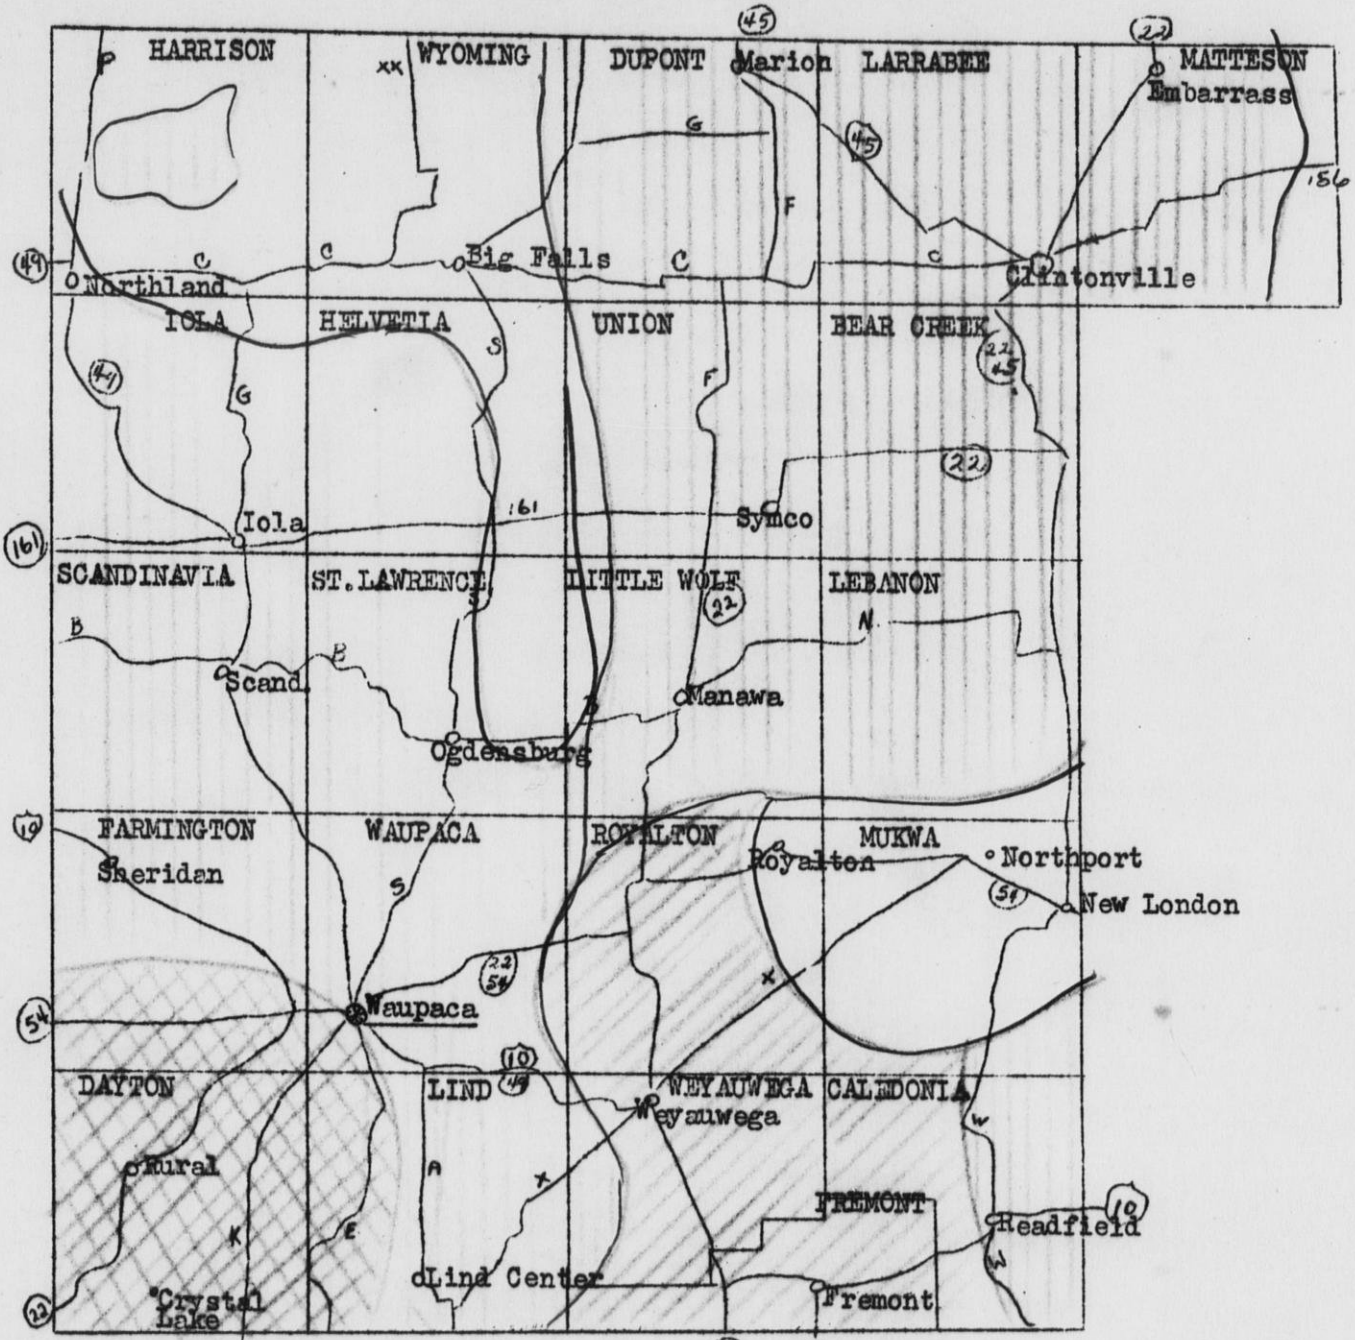 45
22
P HARRISON
xx WYOMING
DUPONT Marion LARRABEE
MATTESON
Embarrass
G
45
F
156
49
C C
Big Falls
C
C
Northland
Clintonville
IOLA HELVETIA UNION BEAR CREEK
S
22
45
G
F
22
161
Iola
161
Symco
SCANDINAVIA ST.LAWRENCE LITTLE WOLF LEBANON
S
22
B
B
N
Scand.
B
Manawa
Ogdensburg
10
FARMINGTON WAUPACA ROYALTON MUKWA
Sheridan
Royalton
Northport
S
54
New London
22
54
X
54
Waupaca
10
49
DAYTON LIND WEYAUWEGA CALEDONIA
Weyauwega
W
Rural
A
X
FREMONT
10
K
E
Readfield
W
Lind Center
22
Crystal
Lake
Fremont